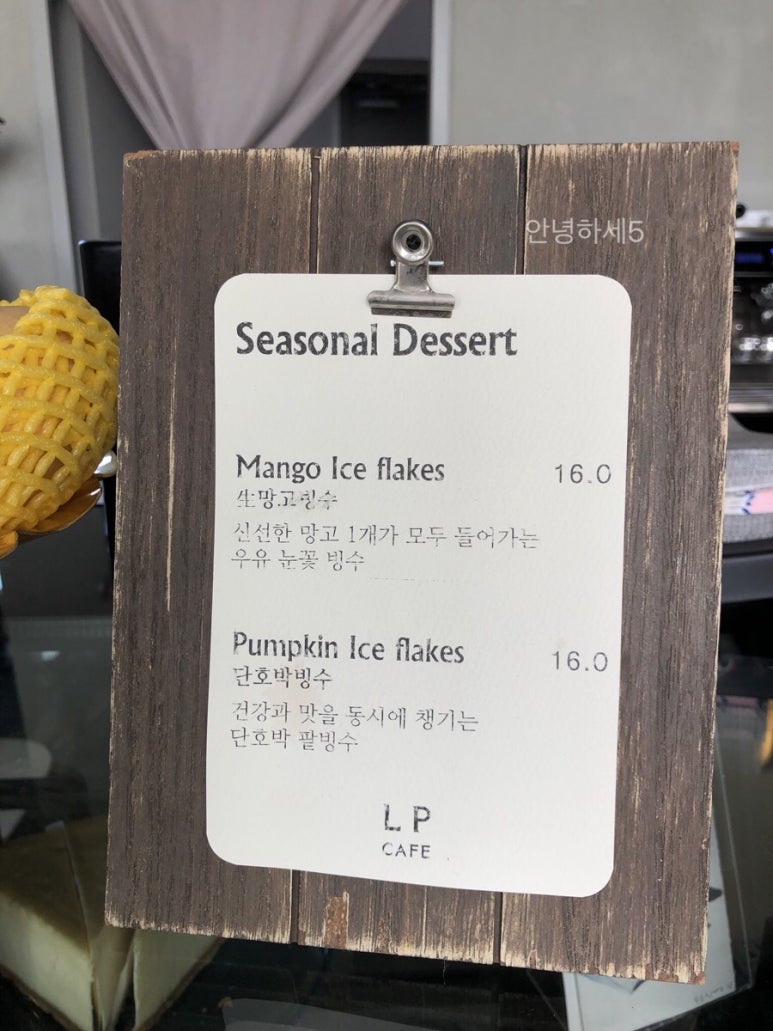 안녕하세5
Seasonal Dessert
Mango Ice flakes 16.0
生망고빙수
신선한 망고 1개가 모두 들어가는
우유 눈꽃 빙수
Pumpkin Ice flakes 16.0
단호박빙수
건강과 맛을 동시에 챙기는
단호박 팥빙수
L P
CAFE